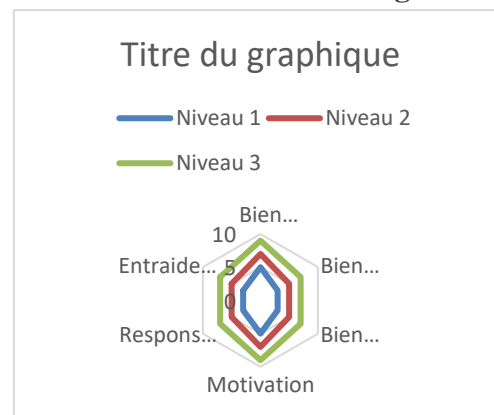 Titre du graphique
Niveau 1 Niveau 2
Niveau 3
Bien...
10
Entraide... 5 Bien...
0
Respons... Bien...
Motivation